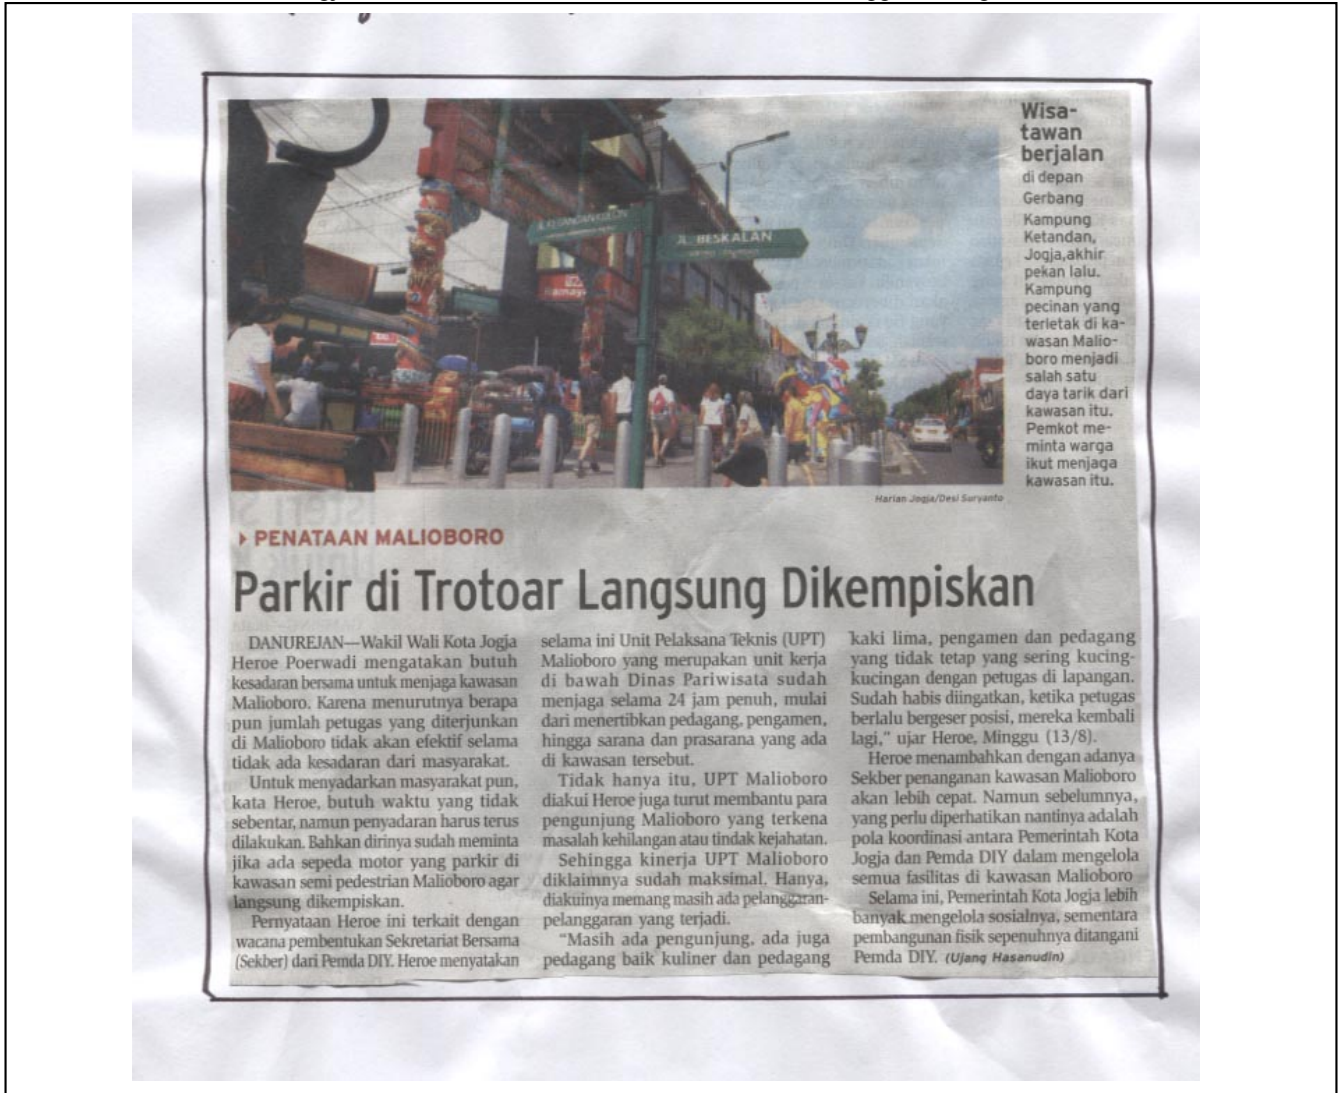 JL. KETANDAN KULON
JL. BESKALAN
Ramaya
Wisa-
tawan
berjalan
di depan
Gerbang
Kampung
Ketandan,
Jogja,akhir
pekan lalu.
Kampung
pecinan yang
terletak di ka-
wasan Malio-
boro menjadi
salah satu
daya tarik dari
kawasan itu.
Pemkot me-
minta warga
ikut menjaga
kawasan itu.
Harian Jogja/Desi Suryanto
PENATAAN MALIOBORO
Parkir di Trotoar Langsung Dikempiskan
DANUREJAN—Wakil Wali Kota Jogja
Heroe Poerwadi mengatakan butuh
kesadaran bersama untuk menjaga kawasan
Malioboro. Karena menurutnya berapa
pun jumlah petugas yang diterjunkan
di Malioboro tidak akan efektif selama
tidak ada kesadaran dari masyarakat.
Untuk menyadarkan masyarakat pun,
kata Heroe, butuh waktu yang tidak
sebentar, namun penyadaran harus terus
dilakukan. Bahkan dirinya sudah meminta
jika ada sepeda motor yang parkir di
kawasan semi pedestrian Malioboro agar
langsung dikempiskan.
Pernyataan Heroe ini terkait dengan
wacana pembentukan Sekretariat Bersama
(Sekber) dari Pemda DIY. Heroe menyatakan
selama ini Unit Pelaksana Teknis (UPT)
Malioboro yang merupakan unit kerja
di bawah Dinas Pariwisata sudah
menjaga selama 24 jam penuh, mulai
dari menertibkan pedagang, pengamen,
hingga sarana dan prasarana yang ada
di kawasan tersebut.
Tidak hanya itu, UPT Malioboro
diakui Heroe juga turut membantu para
pengunjung Malioboro yang terkena
masalah kehilangan atau tindak kejahatan.
Sehingga kinerja UPT Malioboro
diklaimnya sudah maksimal. Hanya,
diakuinya memang masih ada pelanggaran-
pelanggaran yang terjadi.
"Masih ada pengunjung, ada juga
pedagang baik kuliner dan pedagang
kaki lima, pengamen dan pedagang
yang tidak tetap yang sering kucing-
kucingan dengan petugas di lapangan.
Sudah habis diingatkan, ketika petugas
berlalu bergeser posisi, mereka kembali
lagi," ujar Heroe, Minggu (13/8).
Heroe menambahkan dengan adanya
Sekber penanganan kawasan Malioboro
akan lebih cepat. Namun sebelumnya,
yang perlu diperhatikan nantinya adalah
pola koordinasi antara Pemerintah Kota
Jogja dan Pemda DIY dalam mengelola
semua fasilitas di kawasan Malioboro
Selama ini, Pemerintah Kota Jogja lebih
banyak mengelola sosialnya, sementara
pembangunan fisik sepenuhnya ditangani
Pemda DIY. (Ujang Hasanudin)